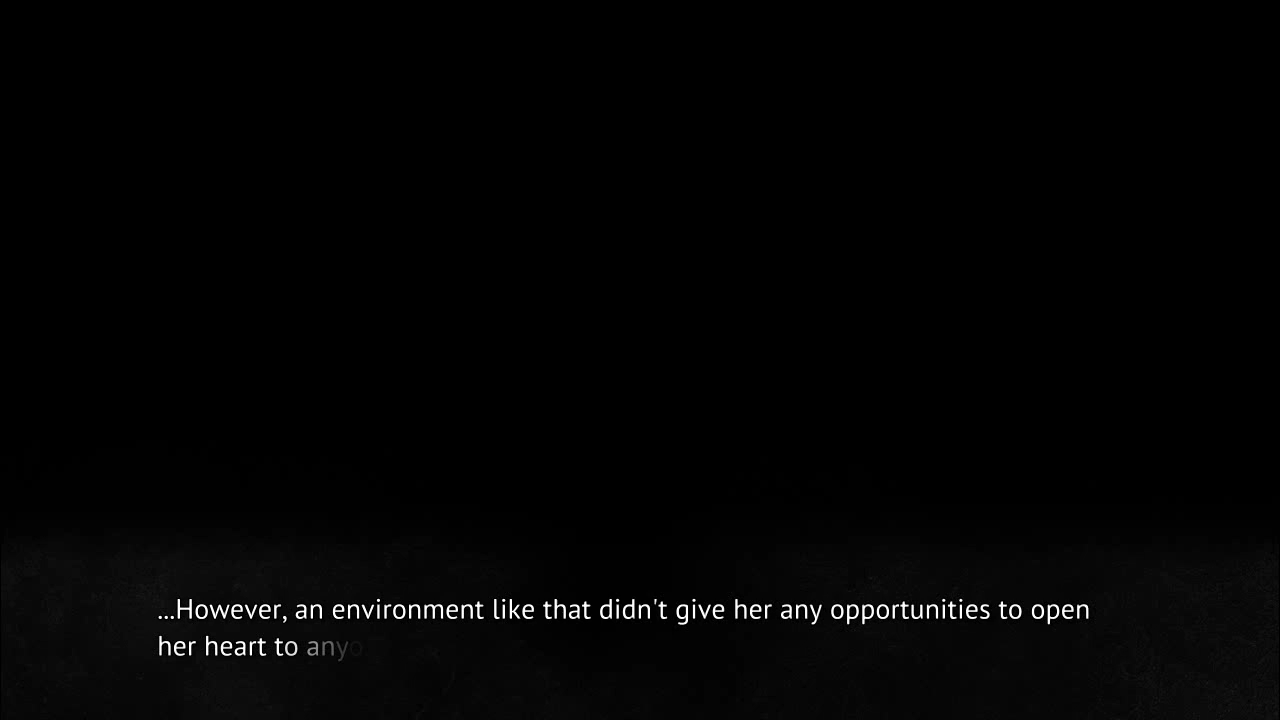 ...However, an environment like that didn't give her any opportunities to open
her heart to anyo